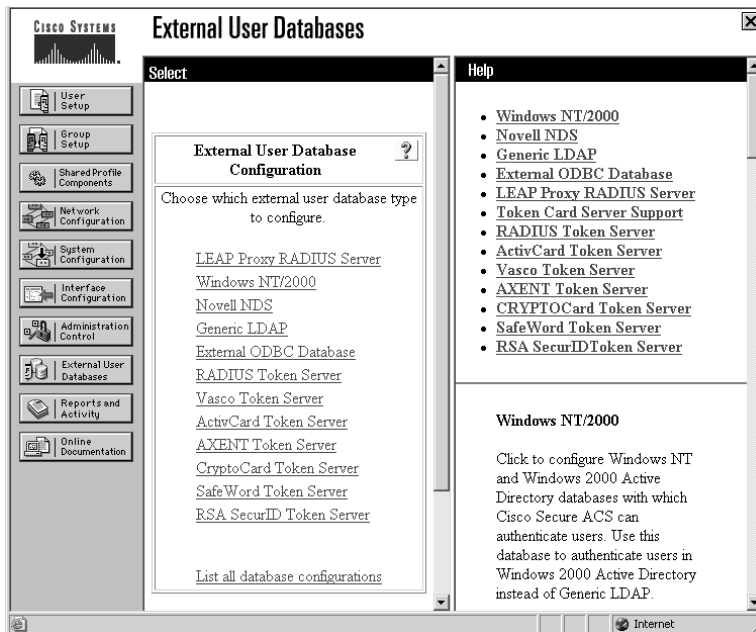 CISCO SYSTEMS
External User Databases
User
Setup
Group
Setup
Shared Profile
Components
Network
Configuration
System
Configuration
Interface
Configuration
Administration
Control
External User
Databases
Reports and
Activity
Online
Documentation
Select
External User Database
Configuration
?
Choose which external user database type
to configure.
LEAP Proxy RADIUS Server
Windows NT/2000
Novell NDS
Generic LDAP
External ODBC Database
RADIUS Token Server
Vasco Token Server
ActivCard Token Server
AXENT Token Server
CryptoCard Token Server
SafeWord Token Server
RSA SecurID Token Server
List all database configurations
Help
• Windows NT/2000
• Novell NDS
• Generic LDAP
• External ODBC Database
• LEAP Proxy RADIUS Server
• Token Card Server Support
• RADIUS Token Server
• ActivCard Token Server
• Vasco Token Server
• AXENT Token Server
• CRYPTOCard Token Server
• SafeWord Token Server
• RSA SecurIDToken Server
Windows NT/2000
Click to configure Windows NT
and Windows 2000 Active
Directory databases with which
Cisco Secure ACS can
authenticate users. Use this
database to authenticate users in
Windows 2000 Active Directory
instead of Generic LDAP.
Internet